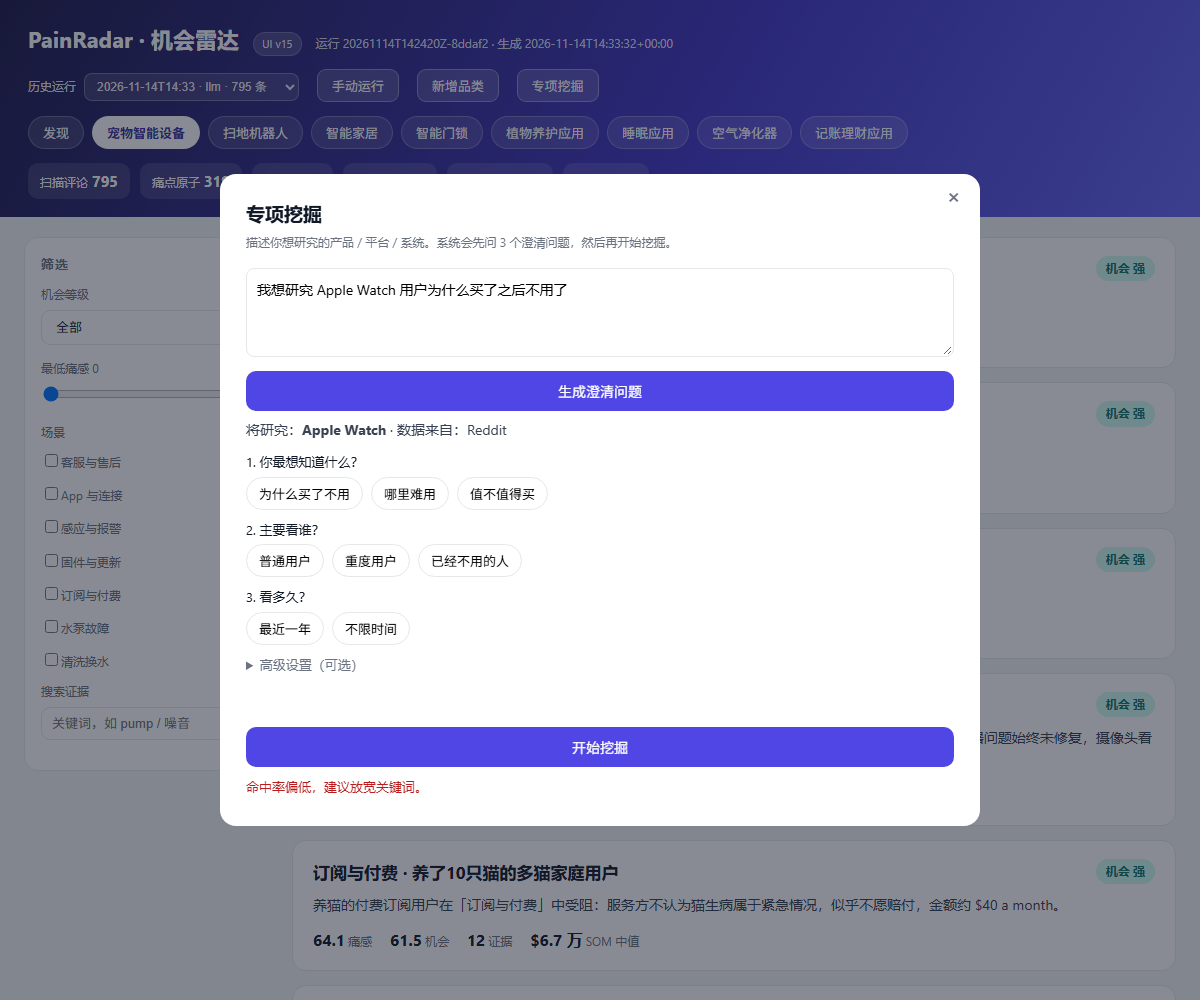 PainRadar · 机会雷达 UI v15 运行 20261114T142420Z-8ddaf2 · 生成 2026-11-14T14:33:32+00:00
历史运行 2026-11-14T14:33 · llm · 795 条 手动运行 新增品类 专项挖掘
发现 宠物智能设备 扫地机器人 智能家居 智能门锁 植物养护应用 睡眠应用 空气净化器 记账理财应用
扫描评论 795 痛点原子
筛选
机会等级
全部
最低痛感 0
场景
客服与售后
App 与连接
感应与报警
固件与更新
订阅与付费
水泵故障
清洗换水
搜索证据
关键词，如 pump / 噪音
×
专项挖掘
描述你想研究的产品 / 平台 / 系统。系统会先问 3 个澄清问题，然后再开始挖掘。
我想研究 Apple Watch 用户为什么买了之后不用了
生成澄清问题
将研究：Apple Watch · 数据来自：Reddit
1. 你最想知道什么？
为什么买了不用 哪里难用 值不值得买
2. 主要看谁？
普通用户 重度用户 已经不用的人
3. 看多久？
最近一年 不限时间
▶ 高级设置（可选）
开始挖掘
命中率偏低，建议放宽关键词。
机会 强
机会 强
机会 强
机会 强
问题始终未修复，摄像头看
订阅与付费 · 养了10只猫的多猫家庭用户 机会 强
养猫的付费订阅用户在「订阅与付费」中受阻：服务方不认为猫生病属于紧急情况，似乎不愿赔付，金额约 $40 a month。
64.1 痛感 61.5 机会 12 证据 $6.7 万 SOM 中值